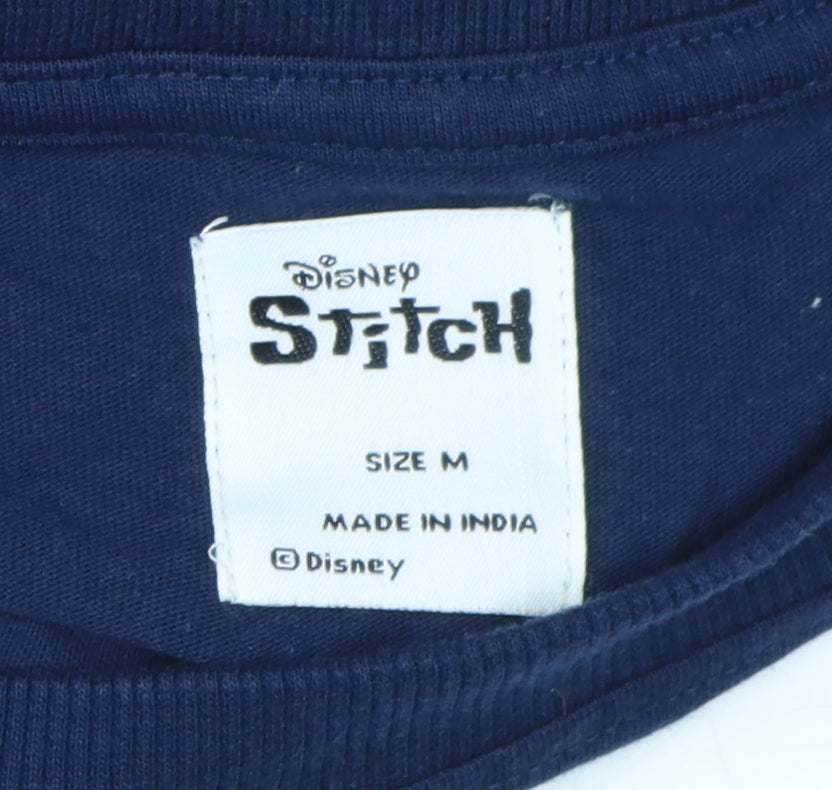 Disney
Stitch
SIZE M
MADE IN INDIA
© Disney